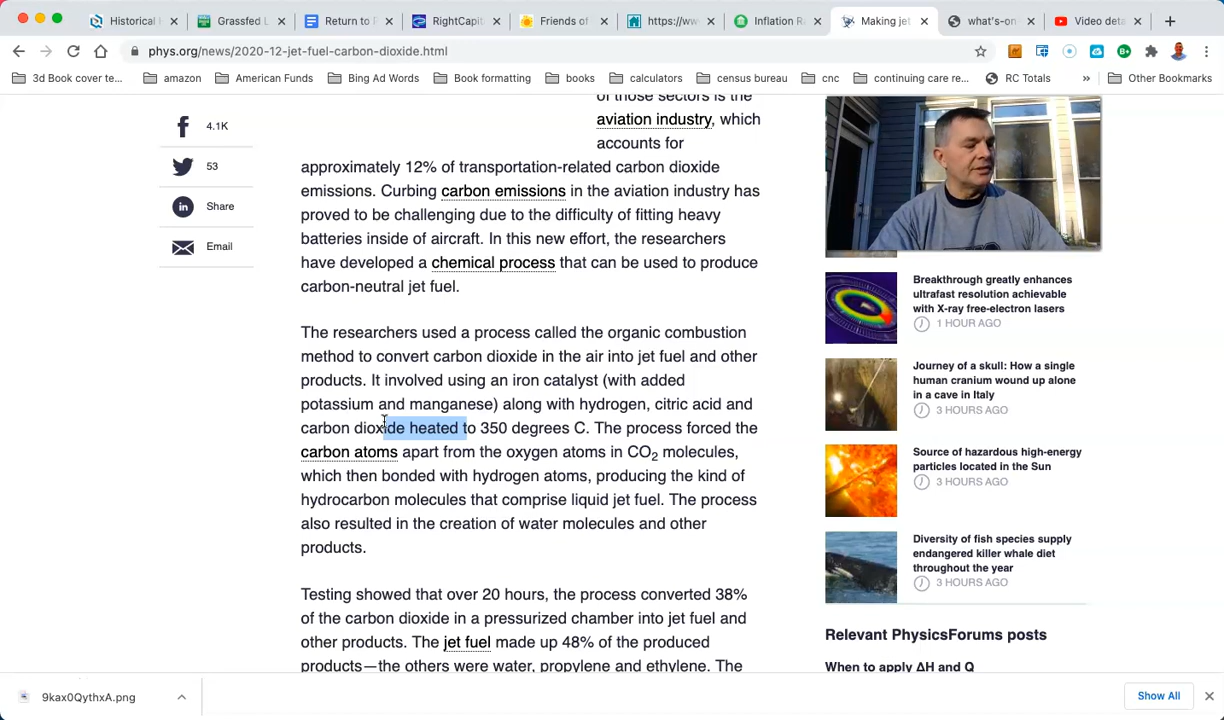 Historical
Grassfed L
Return to
RightCapit
Friends of
https://ww
Inflation Ra
Making jet
what's-on
Video deta
phys.org/news/2020-12-jet-fuel-carbon-dioxide.html
3d Book cover te...
amazon
American Funds
Bing Ad Words
Book formatting
books
calculators
census bureau
cnc
continuing care re...
RC Totals
»
Other Bookmarks
4.1K
53
Share
Email
of those sectors is the
aviation industry, which
accounts for
approximately 12% of transportation-related carbon dioxide
emissions. Curbing carbon emissions in the aviation industry has
proved to be challenging due to the difficulty of fitting heavy
batteries inside of aircraft. In this new effort, the researchers
have developed a chemical process that can be used to produce
carbon-neutral jet fuel.
The researchers used a process called the organic combustion
method to convert carbon dioxide in the air into jet fuel and other
products. It involved using an iron catalyst (with added
potassium and manganese) along with hydrogen, citric acid and
carbon dioxide heated to 350 degrees C. The process forced the
carbon atoms apart from the oxygen atoms in CO₂ molecules,
which then bonded with hydrogen atoms, producing the kind of
hydrocarbon molecules that comprise liquid jet fuel. The process
also resulted in the creation of water molecules and other
products.
Testing showed that over 20 hours, the process converted 38%
of the carbon dioxide in a pressurized chamber into jet fuel and
other products. The jet fuel made up 48% of the produced
products—the others were water, propylene and ethylene. The
Breakthrough greatly enhances
ultrafast resolution achievable
with X-ray free-electron lasers
1 HOUR AGO
Journey of a skull: How a single
human cranium wound up alone
in a cave in Italy
3 HOURS AGO
Source of hazardous high-energy
particles located in the Sun
3 HOURS AGO
Diversity of fish species supply
endangered killer whale diet
throughout the year
3 HOURS AGO
Relevant PhysicsForums posts
When to apply ΔH and Q
9kax0QythxA.png
Show All